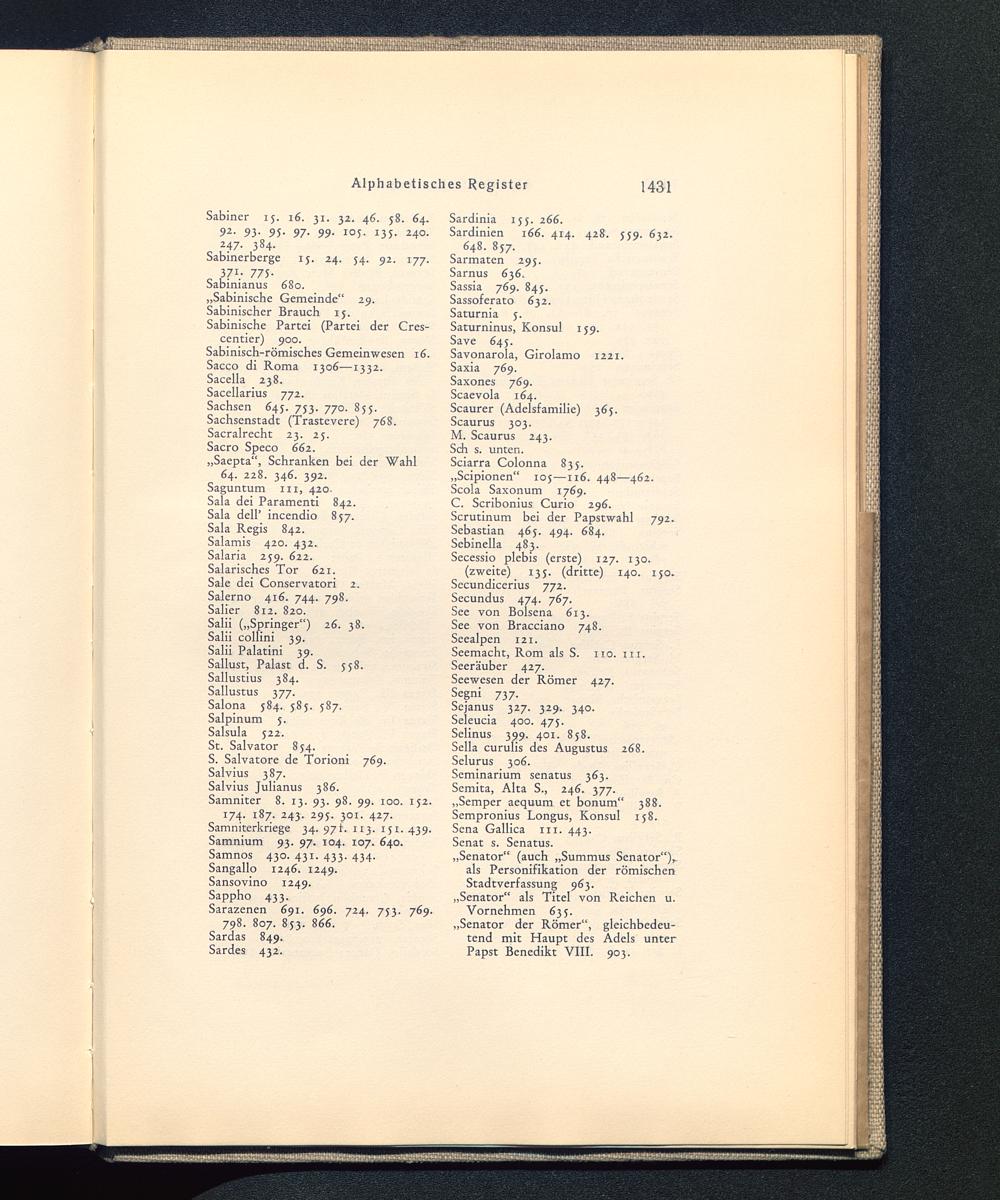 Alphabetisches Register 1431
Sabiner 15. 16. 31. 32. 46. 58. 64.
92. 93. 95. 97. 99. 105. 135. 240.
247. 384.
Sabinerberge 15. 24. 54. 92. 177.
371. 775.
Sabinianus 680.
„Sabinische Gemeinde“ 29.
Sabinischer Brauch 15.
Sabinische Partei (Partei der Cres-
centier) 900.
Sabinisch-römisches Gemeinwesen 16.
Sacco di Roma 1306—1332.
Sacella 238.
Sacellarius 772.
Sachsen 645. 753. 770. 855.
Sachsenstadt (Trastevere) 768.
Sacralrecht 23. 25.
Sacro Speco 662.
„Saepta“, Schranken bei der Wahl
64. 228. 346. 392.
Saguntum 111, 420.
Sala dei Paramenti 842.
Sala dell' incendio 857.
Sala Regis 842.
Salamis 420. 432.
Salaria 259. 622.
Salarisches Tor 621.
Sale dei Conservatori 2.
Salerno 416. 744. 798.
Salier 812. 820.
Salii („Springer“) 26. 38.
Salii collini 39.
Salii Palatini 39.
Sallust, Palast d. S. 558.
Sallustius 384.
Sallustus 377.
Salona 584. 585. 587.
Salpinum 5.
Salsula 522.
St. Salvator 854.
S. Salvatore de Torioni 769.
Salvius 387.
Salvius Julianus 386.
Samniter 8. 13. 93. 98. 99. 100. 152.
174. 187. 243. 295. 301. 427.
Samniterkriege 34. 97f. 113. 151. 439.
Samnium 93. 97. 104. 107. 640.
Samnos 430. 431. 433. 434.
Sangallo 1246. 1249.
Sansovino 1249.
Sappho 433.
Sarazenen 691. 696. 724. 753. 769.
798. 807. 853. 866.
Sardas 849.
Sardes 432.
Sardinia 155. 266.
Sardinien 166. 414. 428. 559. 632.
648. 857.
Sarmaten 295.
Sarnus 636.
Sassia 769. 845.
Sassoferato 632.
Saturnia 5.
Saturninus, Konsul 159.
Save 645.
Savonarola, Girolamo 1221.
Saxia 769.
Saxones 769.
Scaevola 164.
Scaurer (Adelsfamilie) 365.
Scaurus 303.
M. Scaurus 243.
Sch s. unten.
Sciarra Colonna 835.
„Scipionen“ 105—116. 448—462.
Scola Saxonum 1769.
C. Scribonius Curio 296.
Scrutinum bei der Papstwahl 792.
Sebastian 465. 494. 684.
Sebinella 483.
Secessio plebis (erste) 127. 130.
(zweite) 135. (dritte) 140. 150.
Secundicerius 772.
Secundus 474. 767.
See von Bolsena 613.
See von Bracciano 748.
Seealpen 121.
Seemacht, Rom als S. 110. 111.
Seeräuber 427.
Seewesen der Römer 427.
Segni 737.
Sejanus 327. 329. 340.
Seleucia 400. 475.
Selinus 399. 401. 858.
Sella curulis des Augustus 268.
Selurus 306.
Seminarium senatus 363.
Semita, Alta S., 246. 377.
„Semper aequum et bonum“ 388.
Sempronius Longus, Konsul 158.
Sena Gallica 111. 443.
Senat s. Senatus.
„Senator“ (auch „Summus Senator“),
als Personifikation der römischen
Stadtverfassung 963.
„Senator“ als Titel von Reichen u.
Vornehmen 635.
„Senator der Römer“, gleichbedeu-
tend mit Haupt des Adels unter
Papst Benedikt VIII. 903.